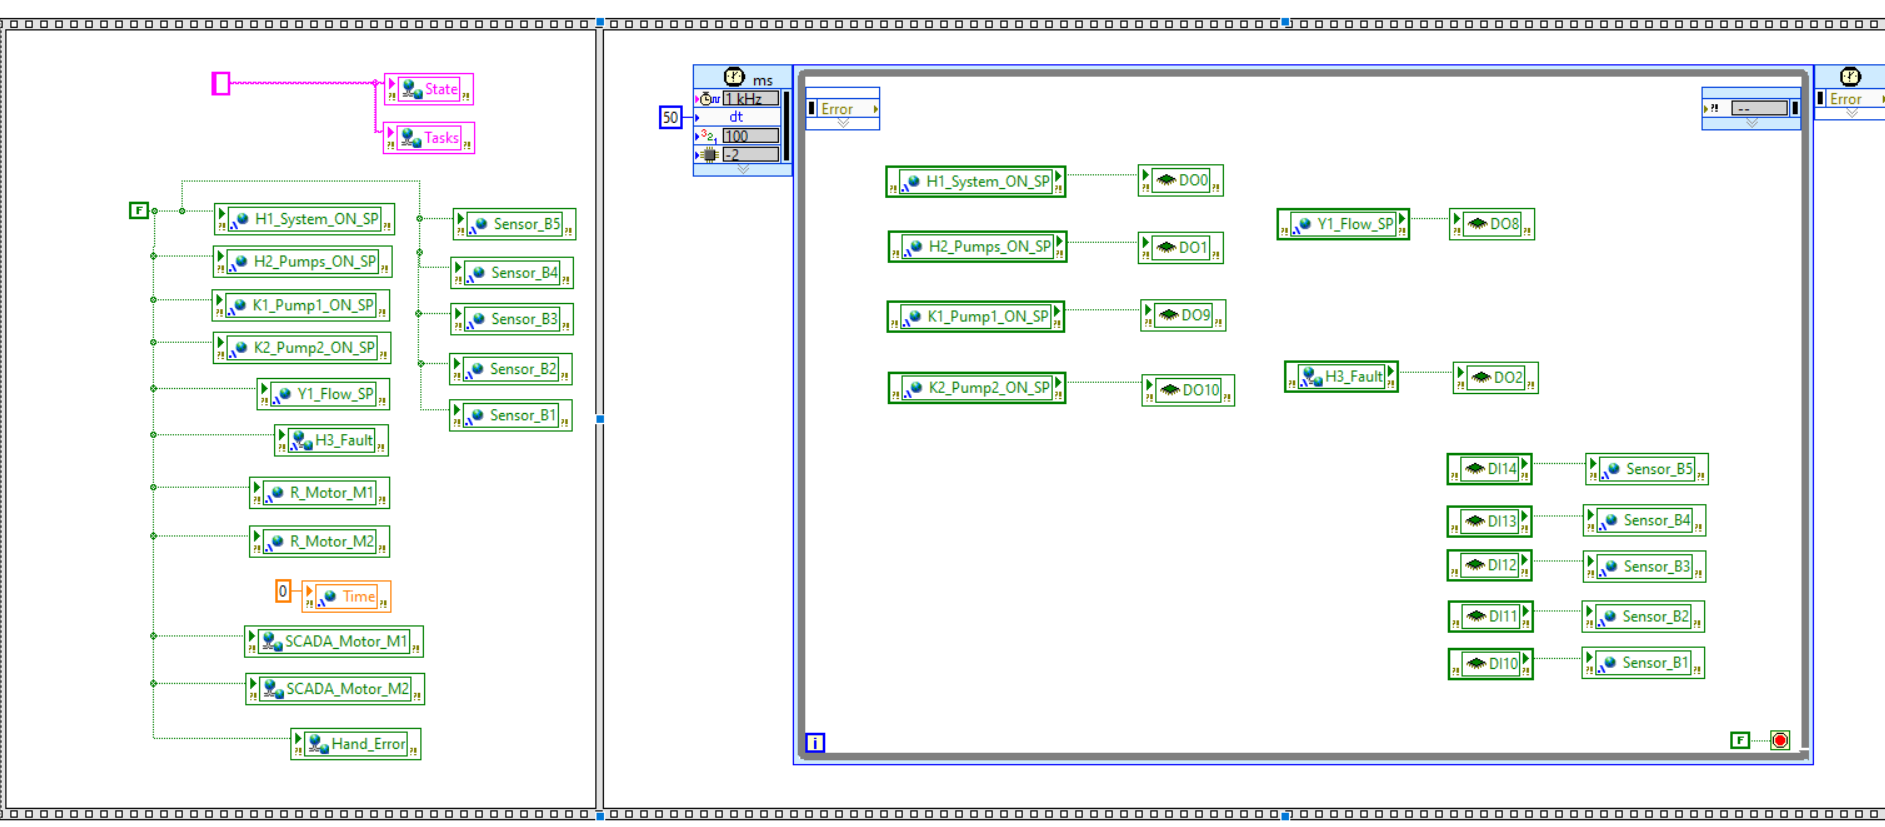 State
Tasks
F
H1_System_ON_SP
H2_Pumps_ON_SP
K1_Pump1_ON_SP
K2_Pump2_ON_SP
Y1_Flow_SP
H3_Fault
R_Motor_M1
R_Motor_M2
0
Time
SCADA_Motor_M1
SCADA_Motor_M2
Hand_Error
Sensor_B5
Sensor_B4
Sensor_B3
Sensor_B2
Sensor_B1
50
ms
1 kHz
dt
100
-2
Error
H1_System_ON_SP
DO0
H2_Pumps_ON_SP
DO1
K1_Pump1_ON_SP
DO9
K2_Pump2_ON_SP
DO10
Y1_Flow_SP
DO8
H3_Fault
DO2
DI14
Sensor_B5
DI13
Sensor_B4
DI12
Sensor_B3
DI11
Sensor_B2
DI10
Sensor_B1
i
F
--
Error